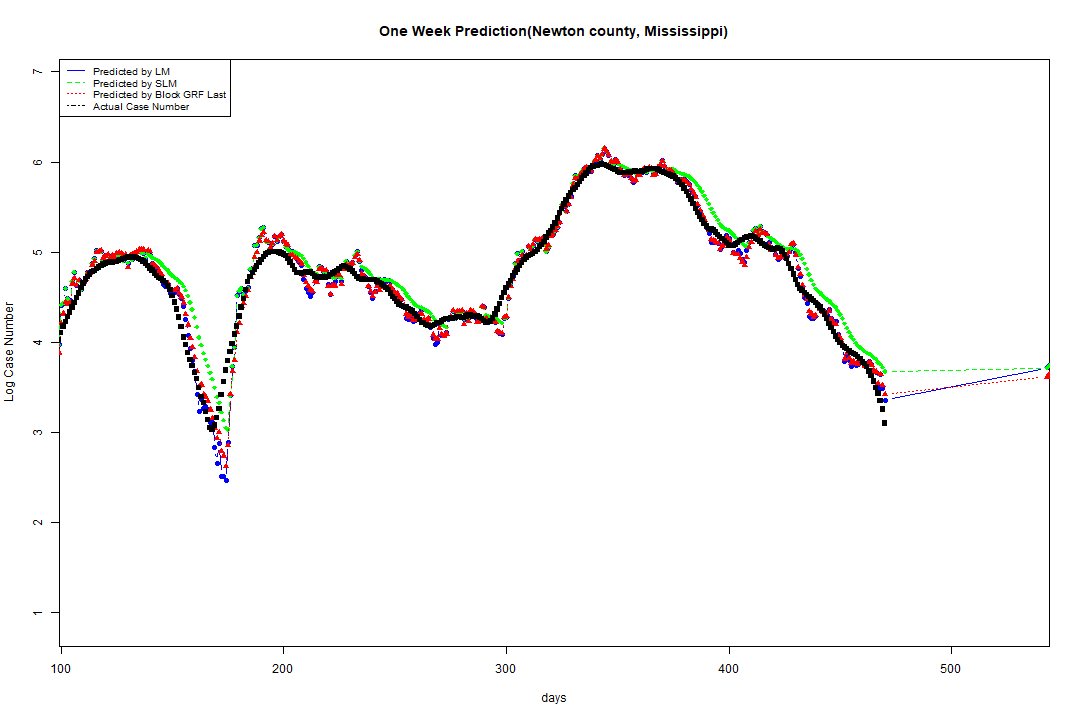 One Week Prediction(Newton county, Mississippi)
Predicted by LM
Predicted by SLM
Predicted by Block GRF Last
Actual Case Number
7
6
5
4
3
2
1
Log Case Number
100 200 300 400 500
days